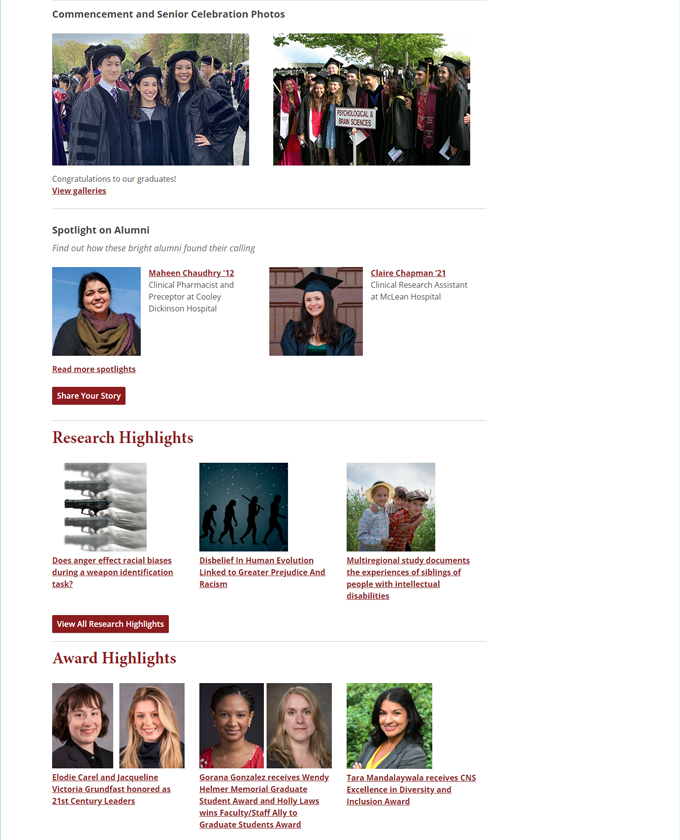 Commencement and Senior Celebration Photos
PSYCHOLOGICAL &
BRAIN SCIENCES
Congratulations to our graduates!
View galleries
Spotlight on Alumni
Find out how these bright alumni found their calling
Maheen Chaudhry '12
Clinical Pharmacist and
Preceptor at Cooley
Dickinson Hospital
Claire Chapman '21
Clinical Research Assistant
at McLean Hospital
Read more spotlights
Share Your Story
Research Highlights
Does anger effect racial biases
during a weapon identification
task?
Disbelief In Human Evolution
Linked to Greater Prejudice And
Racism
Multiregional study documents
the experiences of siblings of
people with intellectual
disabilities
View All Research Highlights
Award Highlights
Elodie Carel and Jacqueline
Victoria Grundfast honored as
21st Century Leaders
Gorana Gonzalez receives Wendy
Helmer Memorial Graduate
Student Award and Holly Laws
wins Faculty/Staff Ally to
Graduate Students Award
Tara Mandalaywala receives CNS
Excellence in Diversity and
Inclusion Award